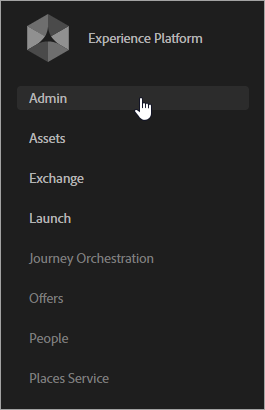 Experience Platform
Admin
Assets
Exchange
Launch
Journey Orchestration
Offers
People
Places Service